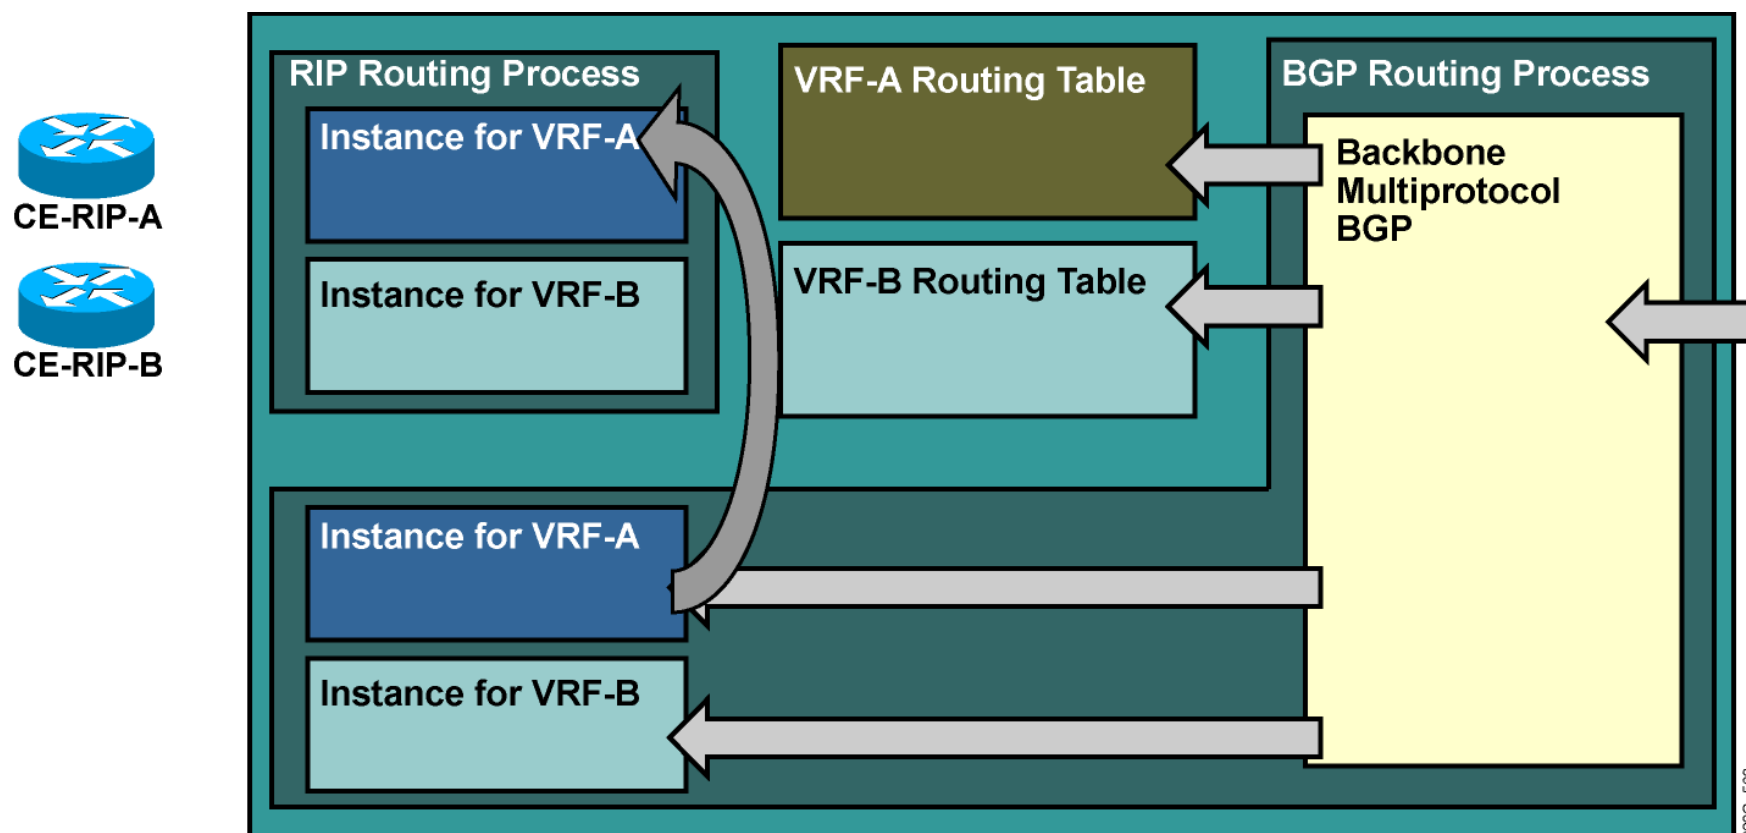 RIP Routing Process
Instance for VRF-A
Instance for VRF-B
VRF-A Routing Table
VRF-B Routing Table
BGP Routing Process
Backbone
Multiprotocol
BGP
CE-RIP-A
CE-RIP-B
Instance for VRF-A
Instance for VRF-B